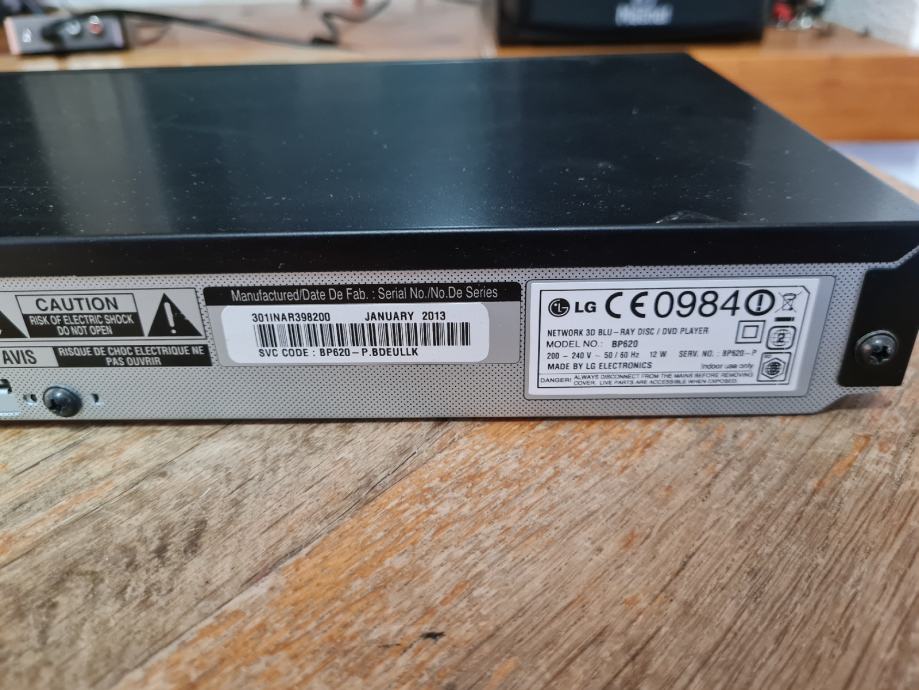 CAUTION
RISK OF ELECTRIC SHOCK
DO NOT OPEN
AVIS
RISQUE DE CHOC ELECTRIQUE NE
PAS OUVRIR
Manufactured/Date De Fab. : Serial No./No.De Series
301INAR398200 JANUARY 2013
SVC CODE : BP620-P.BDEULLK
LG CE0984
NETWORK 3D BLU-RAY DISC / DVD PLAYER
MODEL NO.: BP620
200 - 240 V ~ 50 / 60 Hz 12 W SERV. NO. : BP620-P
MADE BY LG ELECTRONICS Indoor use only
DANGER: ALWAYS DISCONNECT FROM THE MAINS BEFORE REMOVING
COVER. LIVE PARTS ARE ACCESSIBLE WHEN EXPOSED.
2